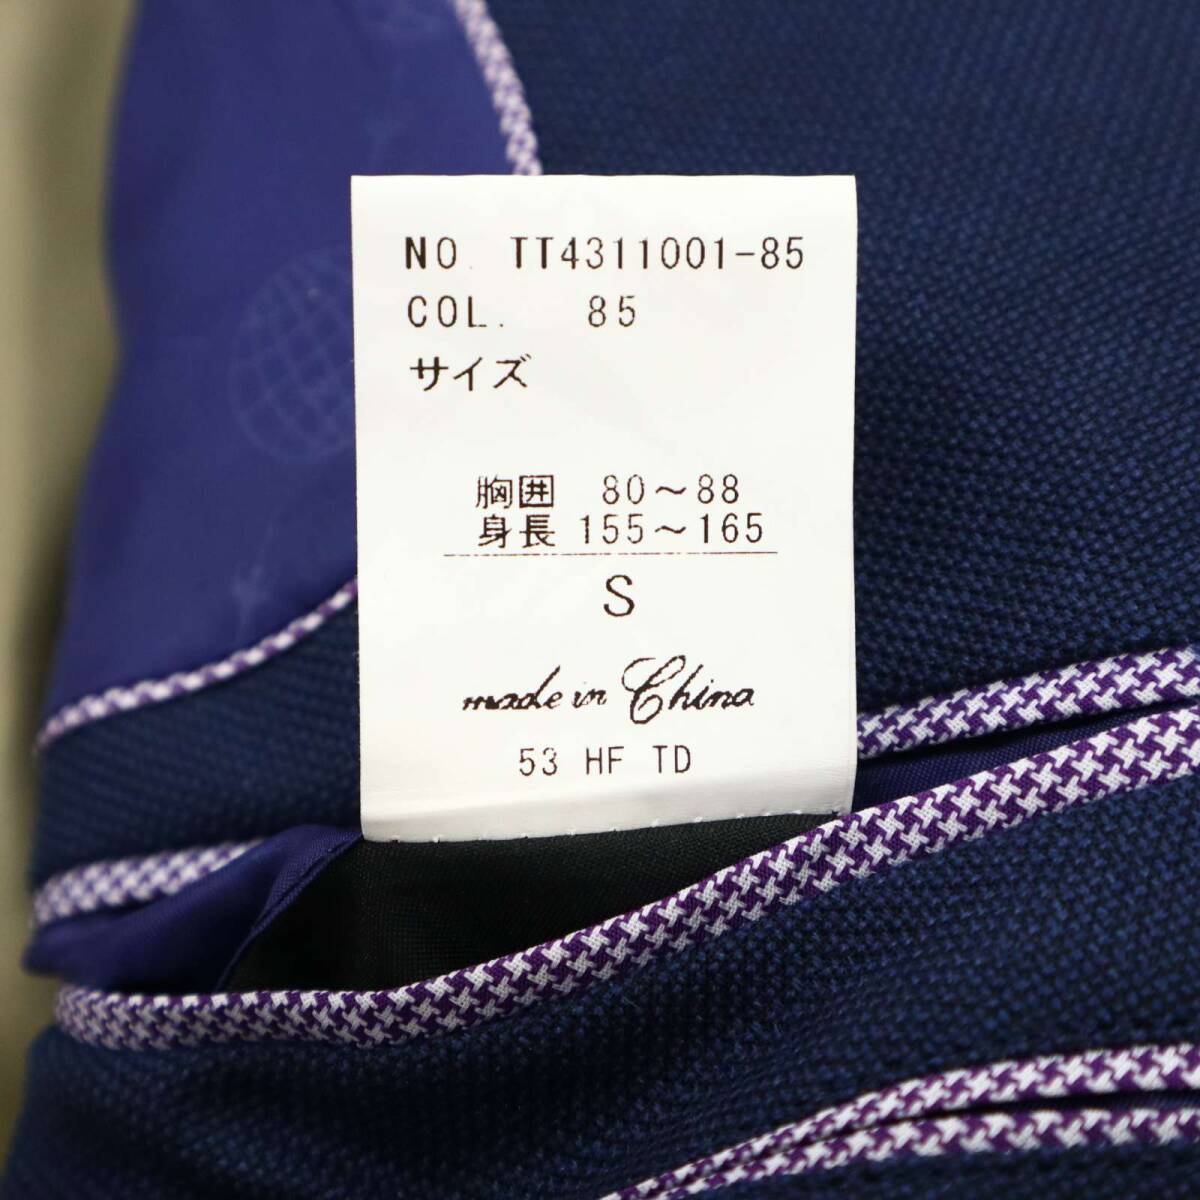 NO. TT4311001-85
COL. 85
サイズ
胸囲 80～88
身長 155～165
S
made in China
53 HF TD